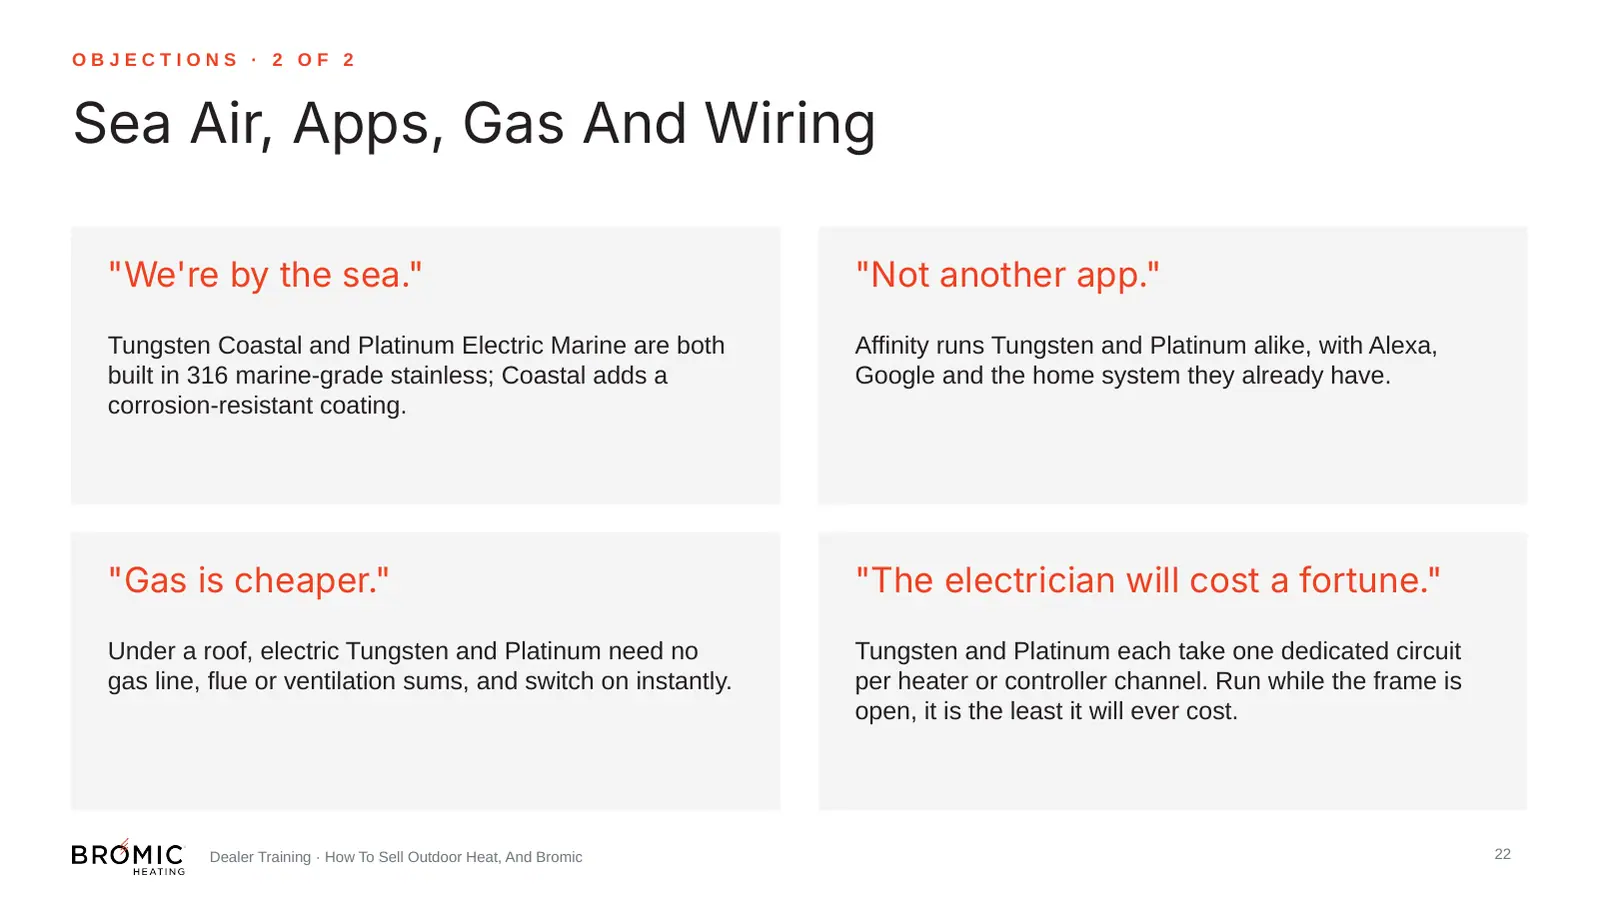 OBJECTIONS · 2 OF 2
Sea Air, Apps, Gas And Wiring
"We're by the sea."
Tungsten Coastal and Platinum Electric Marine are both
built in 316 marine-grade stainless; Coastal adds a
corrosion-resistant coating.
"Not another app."
Affinity runs Tungsten and Platinum alike, with Alexa,
Google and the home system they already have.
"Gas is cheaper."
Under a roof, electric Tungsten and Platinum need no
gas line, flue or ventilation sums, and switch on instantly.
"The electrician will cost a fortune."
Tungsten and Platinum each take one dedicated circuit
per heater or controller channel. Run while the frame is
open, it is the least it will ever cost.
BROMIC
HEATING
Dealer Training · How To Sell Outdoor Heat, And Bromic
22